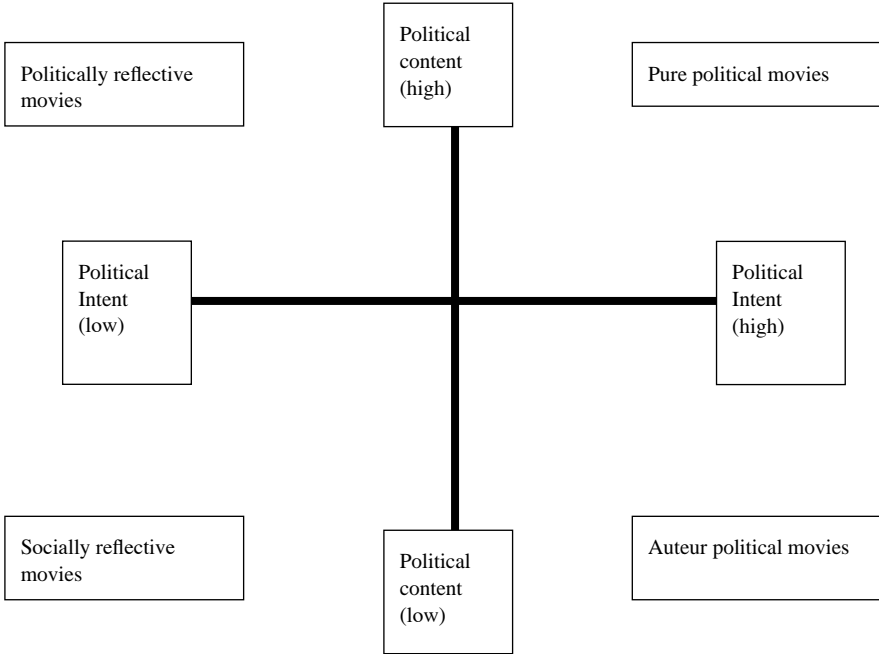 Political
content
(high)
Politically reflective
movies
Pure political movies
Political
Intent
(low)
Political
Intent
(high)
Socially reflective
movies
Political
content
(low)
Auteur political movies